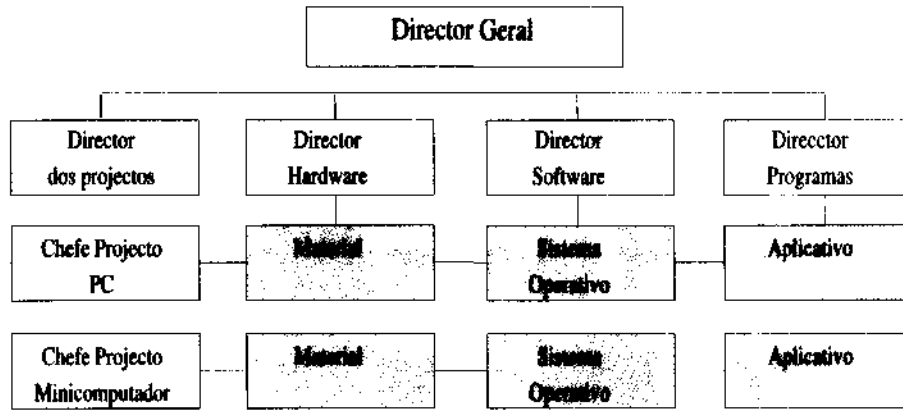 Director Geral
Director
dos projectos
Director
Hardware
Director
Software
Direcctor
Programas
Chefe Projecto
PC
Material
Sistema
Operativo
Aplicativo
Chefe Projecto
Minicomputador
Material
Sistema
Operativo
Aplicativo